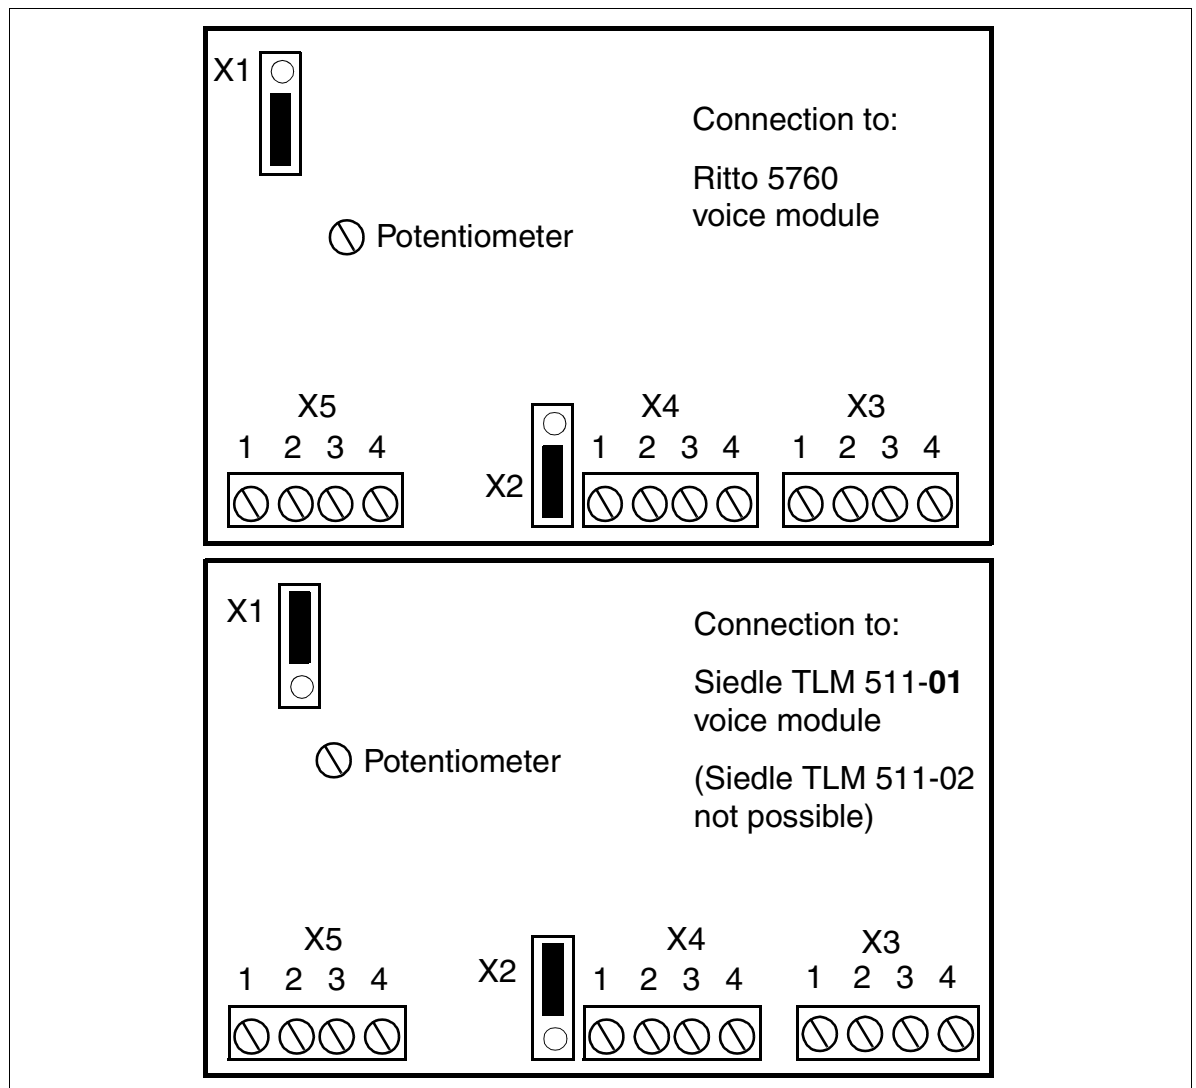 X1
Connection to:
Ritto 5760
voice module
Potentiometer
X5 X4 X3
1 2 3 4 1 2 3 4 1 2 3 4
X2
X1
Connection to:
Siedle TLM 511-01
voice module
Potentiometer
(Siedle TLM 511-02
not possible)
X5 X4 X3
X2
1 2 3 4 1 2 3 4 1 2 3 4